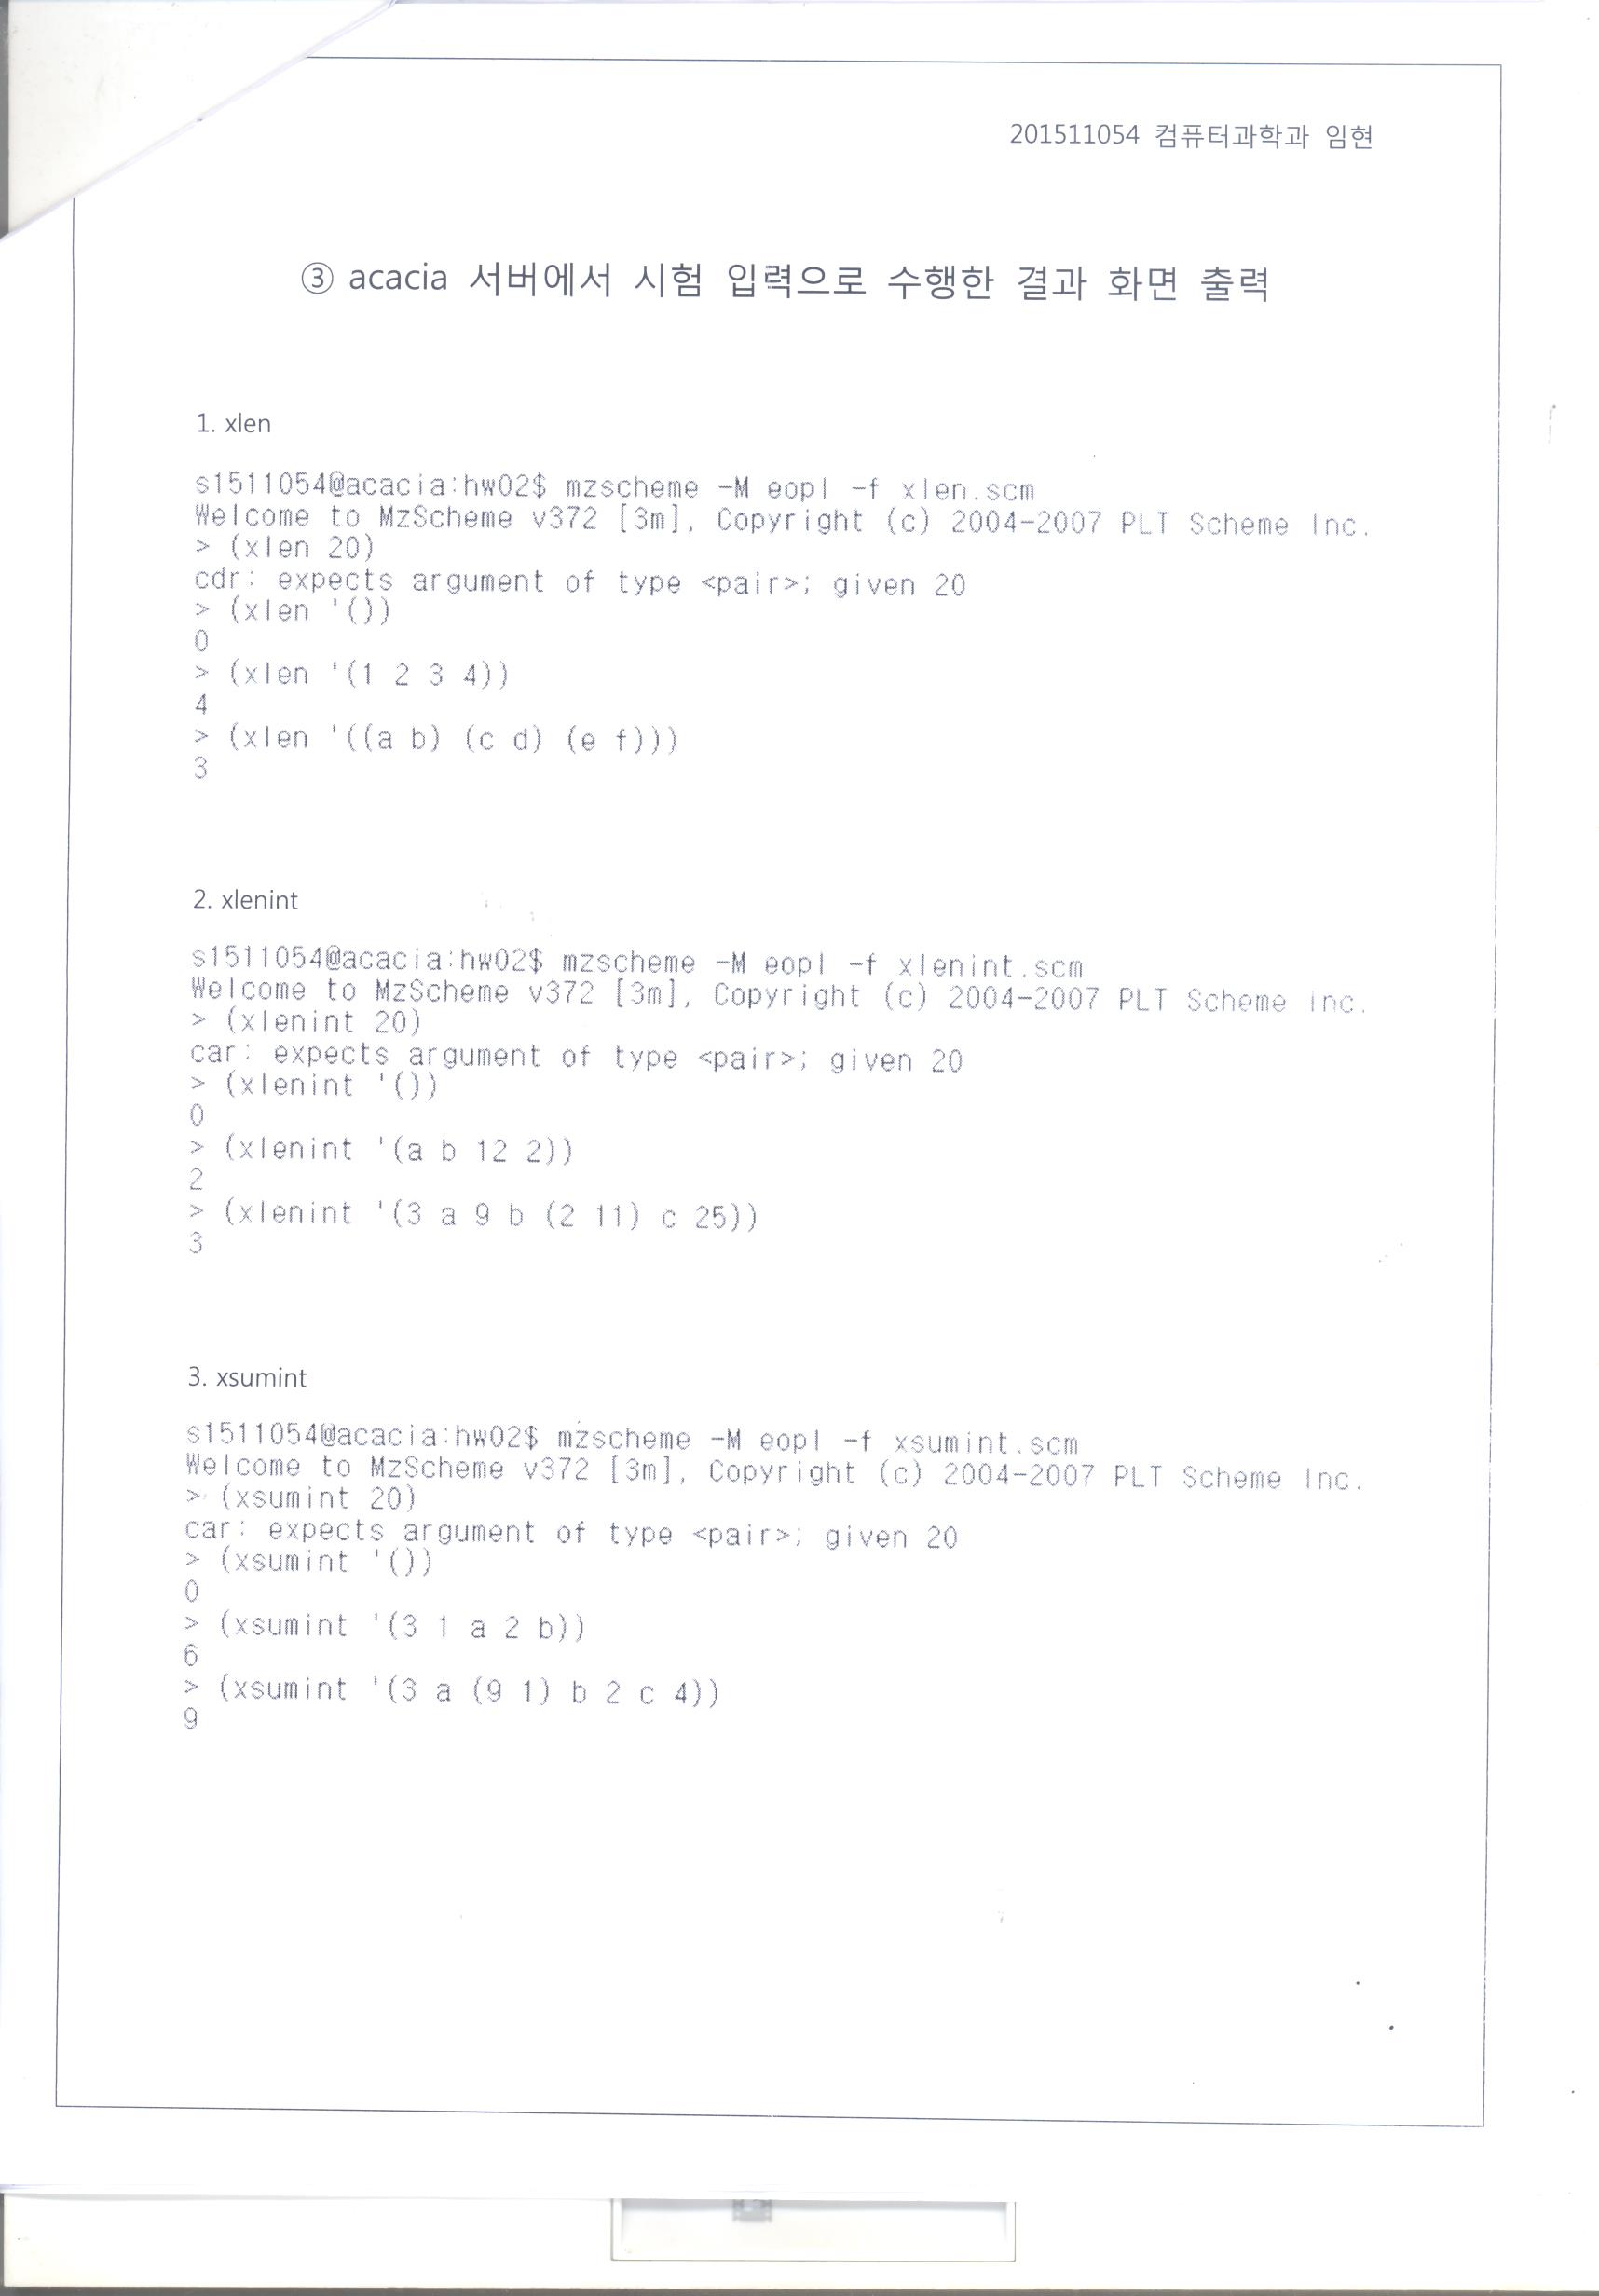 201511054 컴퓨터과학과 임현
③ acacia 서버에서 시험 입력으로 수행한 결과 화면 출력
1. xlen
s1511054@acacia:hw02$ mzscheme -M eopl -f xlen.scm
Welcome to MzScheme v372 [3m], Copyright (c) 2004-2007 PLT Scheme Inc.
> (xlen 20)
cdr: expects argument of type <pair>; given 20
> (xlen '())
0
> (xlen '(1 2 3 4))
4
> (xlen '((a b) (c d) (e f)))
3
2. xlenint
s1511054@acacia:hw02$ mzscheme -M eopl -f xlenint.scm
Welcome to MzScheme v372 [3m], Copyright (c) 2004-2007 PLT Scheme Inc.
> (xlenint 20)
car: expects argument of type <pair>; given 20
> (xlenint '())
0
> (xlenint '(a b 12 2))
2
> (xlenint '(3 a 9 b (2 11) c 25))
3
3. xsumint
s1511054@acacia:hw02$ mzscheme -M eopl -f xsumint.scm
Welcome to MzScheme v372 [3m], Copyright (c) 2004-2007 PLT Scheme Inc.
> (xsumint 20)
car: expects argument of type <pair>; given 20
> (xsumint '())
0
> (xsumint '(3 1 a 2 b))
6
> (xsumint '(3 a (9 1) b 2 c 4))
9